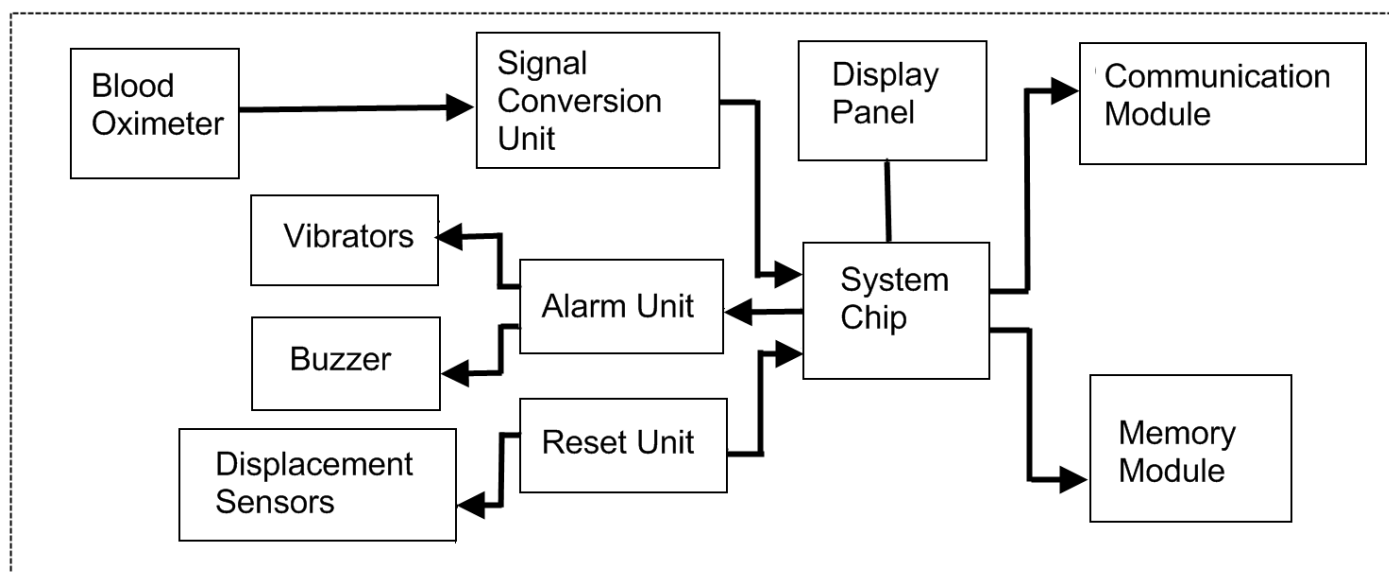 Blood
Oximeter
Signal
Conversion
Unit
Display
Panel
Communication
Module
Vibrators
Alarm Unit
System
Chip
Buzzer
Reset Unit
Displacement
Sensors
Memory
Module